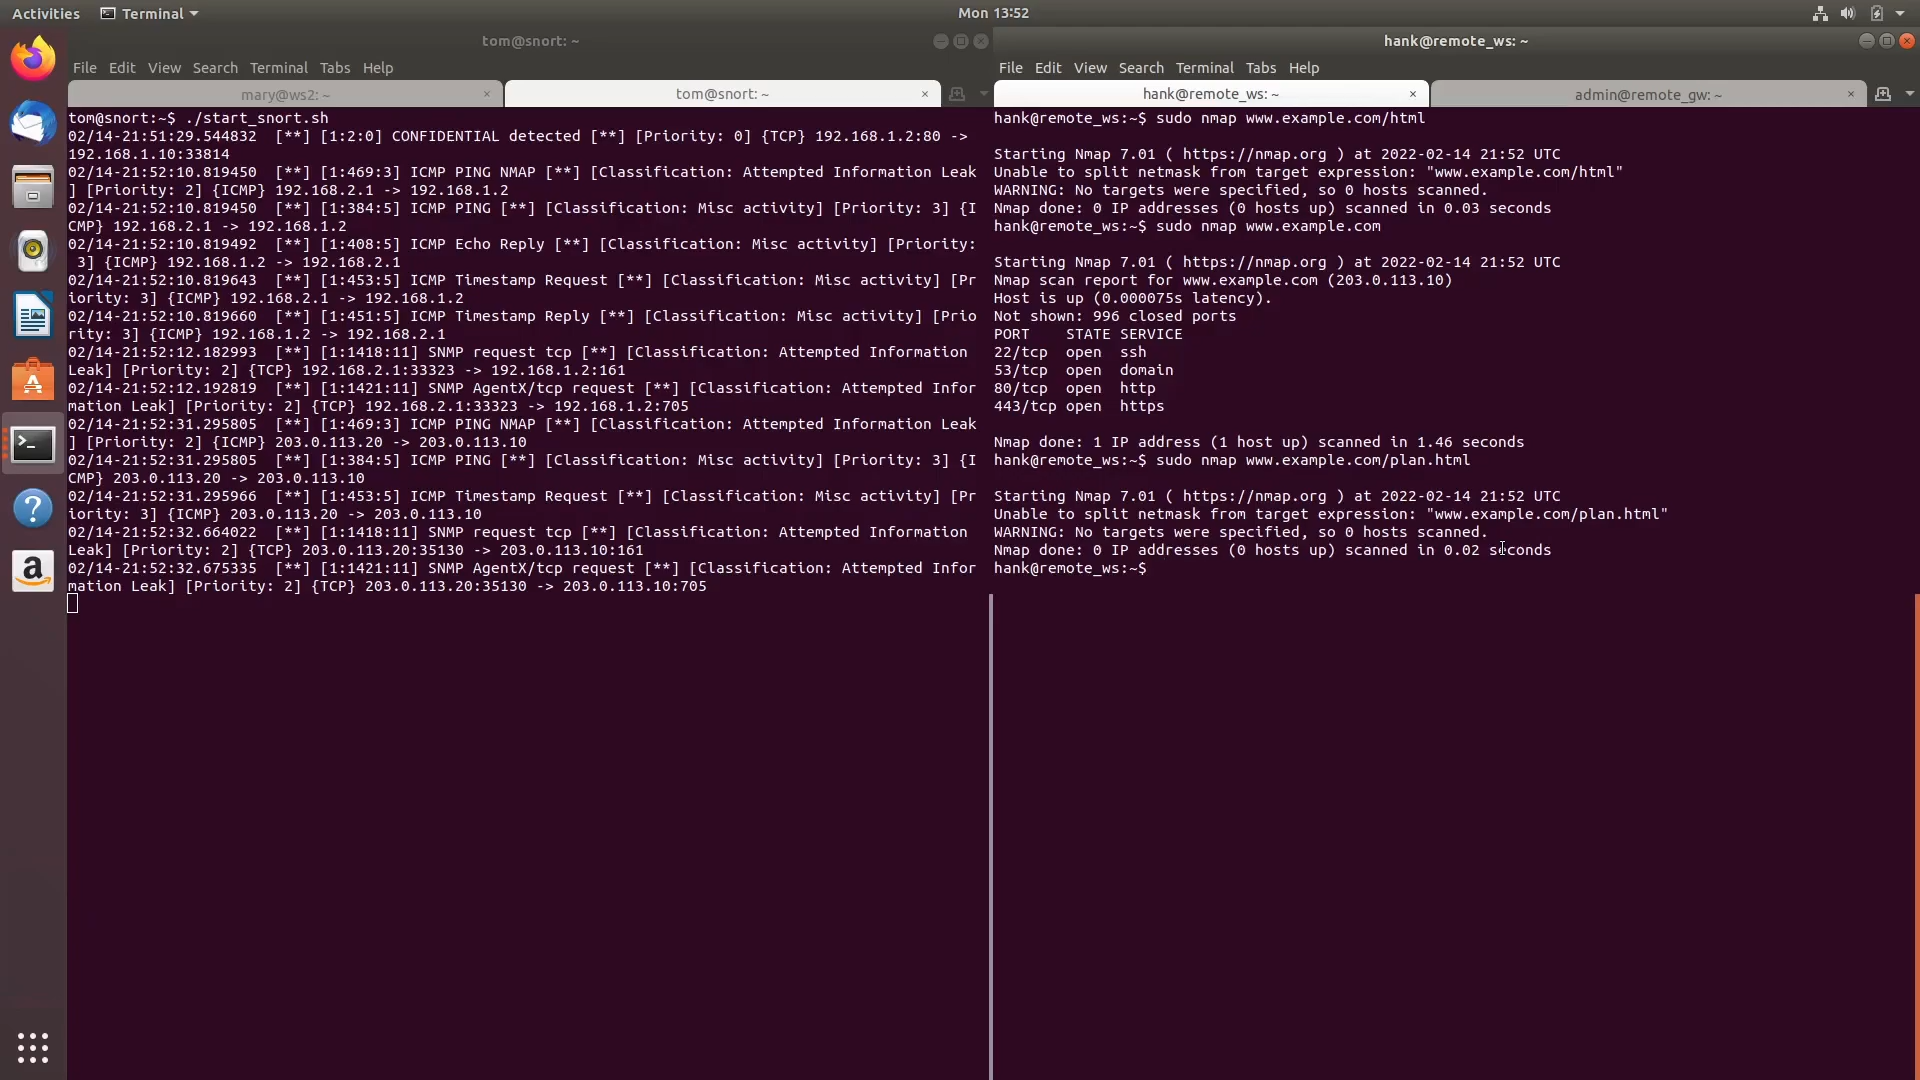 Activities
Terminal
Mon 13:52
tom@snort: ~
File Edit View Search Terminal Tabs Help
mary@ws2: ~
tom@snort: ~
tom@snort:~$ ./start_snort.sh
02/14-21:51:29.544832  [**] [1:2:0] CONFIDENTIAL detected [**] [Priority: 0] {TCP} 192.168.1.2:80 ->
192.168.1.10:33814
02/14-21:52:10.819450  [**] [1:469:3] ICMP PING NMAP [**] [Classification: Attempted Information Leak
] [Priority: 2] {ICMP} 192.168.2.1 -> 192.168.1.2
02/14-21:52:10.819450  [**] [1:384:5] ICMP PING [**] [Classification: Misc activity] [Priority: 3] {I
CMP} 192.168.2.1 -> 192.168.1.2
02/14-21:52:10.819492  [**] [1:408:5] ICMP Echo Reply [**] [Classification: Misc activity] [Priority:
 3] {ICMP} 192.168.1.2 -> 192.168.2.1
02/14-21:52:10.819643  [**] [1:453:5] ICMP Timestamp Request [**] [Classification: Misc activity] [Pr
iority: 3] {ICMP} 192.168.2.1 -> 192.168.1.2
02/14-21:52:10.819660  [**] [1:451:5] ICMP Timestamp Reply [**] [Classification: Misc activity] [Prio
rity: 3] {ICMP} 192.168.1.2 -> 192.168.2.1
02/14-21:52:12.182993  [**] [1:1418:11] SNMP request tcp [**] [Classification: Attempted Information
Leak] [Priority: 2] {TCP} 192.168.2.1:33323 -> 192.168.1.2:161
02/14-21:52:12.192819  [**] [1:1421:11] SNMP AgentX/tcp request [**] [Classification: Attempted Infor
mation Leak] [Priority: 2] {TCP} 192.168.2.1:33323 -> 192.168.1.2:705
02/14-21:52:31.295805  [**] [1:469:3] ICMP PING NMAP [**] [Classification: Attempted Information Leak
] [Priority: 2] {ICMP} 203.0.113.20 -> 203.0.113.10
02/14-21:52:31.295805  [**] [1:384:5] ICMP PING [**] [Classification: Misc activity] [Priority: 3] {I
CMP} 203.0.113.20 -> 203.0.113.10
02/14-21:52:31.295966  [**] [1:453:5] ICMP Timestamp Request [**] [Classification: Misc activity] [Pr
iority: 3] {ICMP} 203.0.113.20 -> 203.0.113.10
02/14-21:52:32.664022  [**] [1:1418:11] SNMP request tcp [**] [Classification: Attempted Information
Leak] [Priority: 2] {TCP} 203.0.113.20:35130 -> 203.0.113.10:161
02/14-21:52:32.675335  [**] [1:1421:11] SNMP AgentX/tcp request [**] [Classification: Attempted Infor
mation Leak] [Priority: 2] {TCP} 203.0.113.20:35130 -> 203.0.113.10:705
hank@remote_ws: ~
File Edit View Search Terminal Tabs Help
hank@remote_ws: ~
admin@remote_gw: ~
hank@remote_ws:~$ sudo nmap www.example.com/html
Starting Nmap 7.01 ( https://nmap.org ) at 2022-02-14 21:52 UTC
Unable to split netmask from target expression: "www.example.com/html"
WARNING: No targets were specified, so 0 hosts scanned.
Nmap done: 0 IP addresses (0 hosts up) scanned in 0.03 seconds
hank@remote_ws:~$ sudo nmap www.example.com
Starting Nmap 7.01 ( https://nmap.org ) at 2022-02-14 21:52 UTC
Nmap scan report for www.example.com (203.0.113.10)
Host is up (0.000075s latency).
Not shown: 996 closed ports
PORT    STATE SERVICE
22/tcp  open  ssh
53/tcp  open  domain
80/tcp  open  http
443/tcp open  https
Nmap done: 1 IP address (1 host up) scanned in 1.46 seconds
hank@remote_ws:~$ sudo nmap www.example.com/plan.html
Starting Nmap 7.01 ( https://nmap.org ) at 2022-02-14 21:52 UTC
Unable to split netmask from target expression: "www.example.com/plan.html"
WARNING: No targets were specified, so 0 hosts scanned.
Nmap done: 0 IP addresses (0 hosts up) scanned in 0.02 seconds
hank@remote_ws:~$